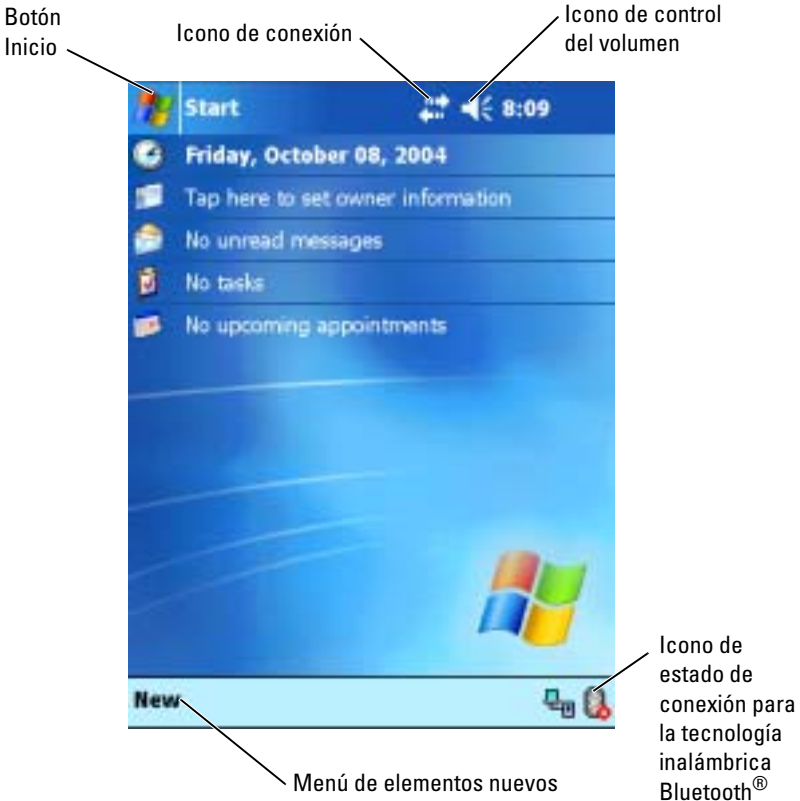 Botón
Inicio
Icono de conexión
Icono de control
del volumen
Start 8:09
Friday, October 08, 2004
Tap here to set owner information
No unread messages
No tasks
No upcoming appointments
New
Icono de
estado de
conexión para
la tecnología
inalámbrica
Bluetooth®
Menú de elementos nuevos